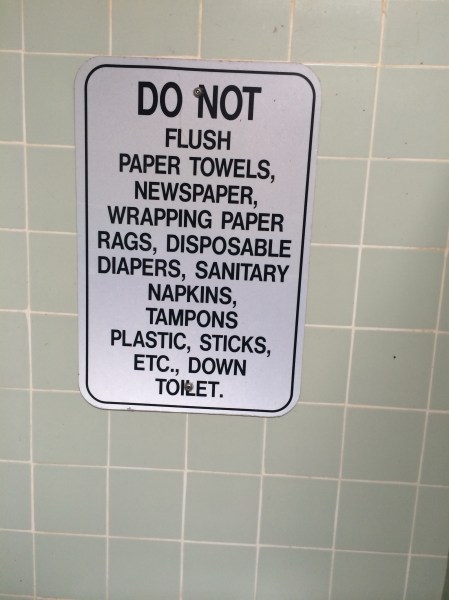 DO NOT
FLUSH
PAPER TOWELS,
NEWSPAPER,
WRAPPING PAPER
RAGS, DISPOSABLE
DIAPERS, SANITARY
NAPKINS,
TAMPONS
PLASTIC, STICKS,
ETC., DOWN
TOILET.